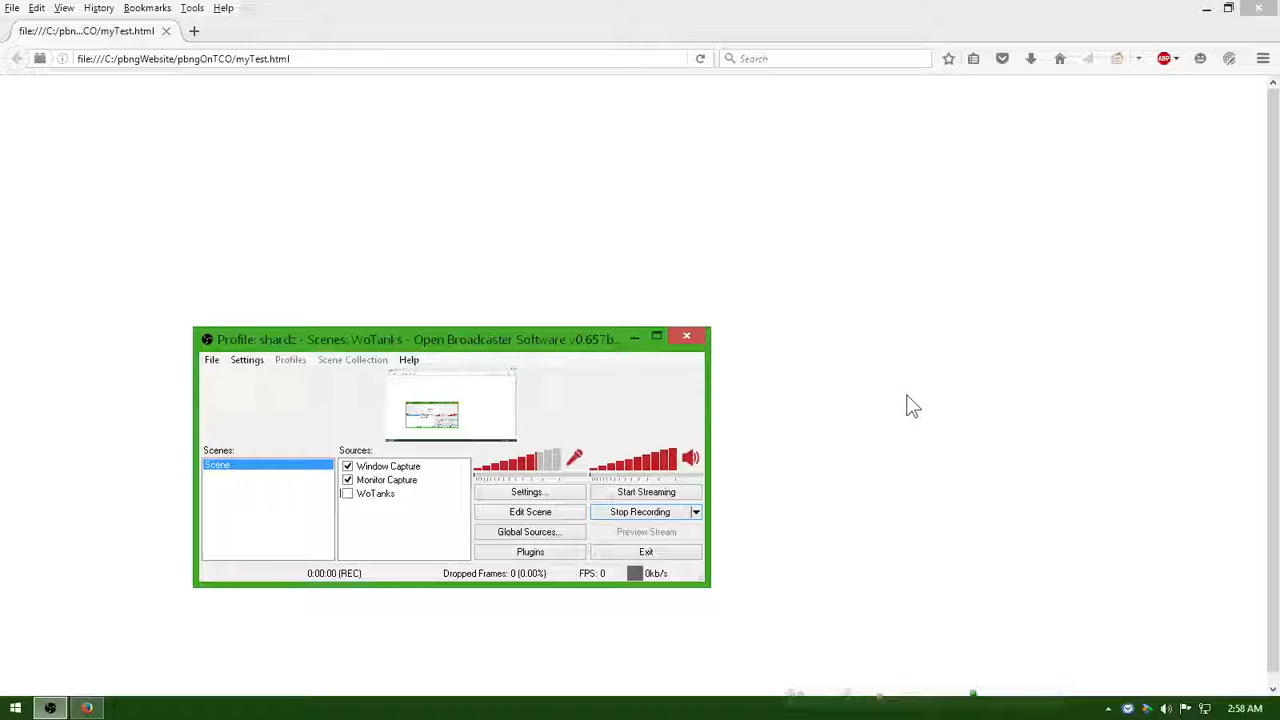 File Edit View History Bookmarks Tools Help
file:///C:/pbn...CO/myTest.html
file:///C:/pbngWebsite/pbngOnTCO/myTest.html
Search
ABP
Profile: shardz - Scenes: WoTanks - Open Broadcaster Software v0.657b...
File Settings Profiles Scene Collection Help
Scenes: Sources:
Scene
Window Capture
Monitor Capture
WoTanks
Settings... Start Streaming
Edit Scene Stop Recording
Global Sources... Preview Stream
Plugins Exit
0:00:00 (REC) Dropped Frames: 0 (0.00%) FPS: 0 0kb/s
2:58 AM